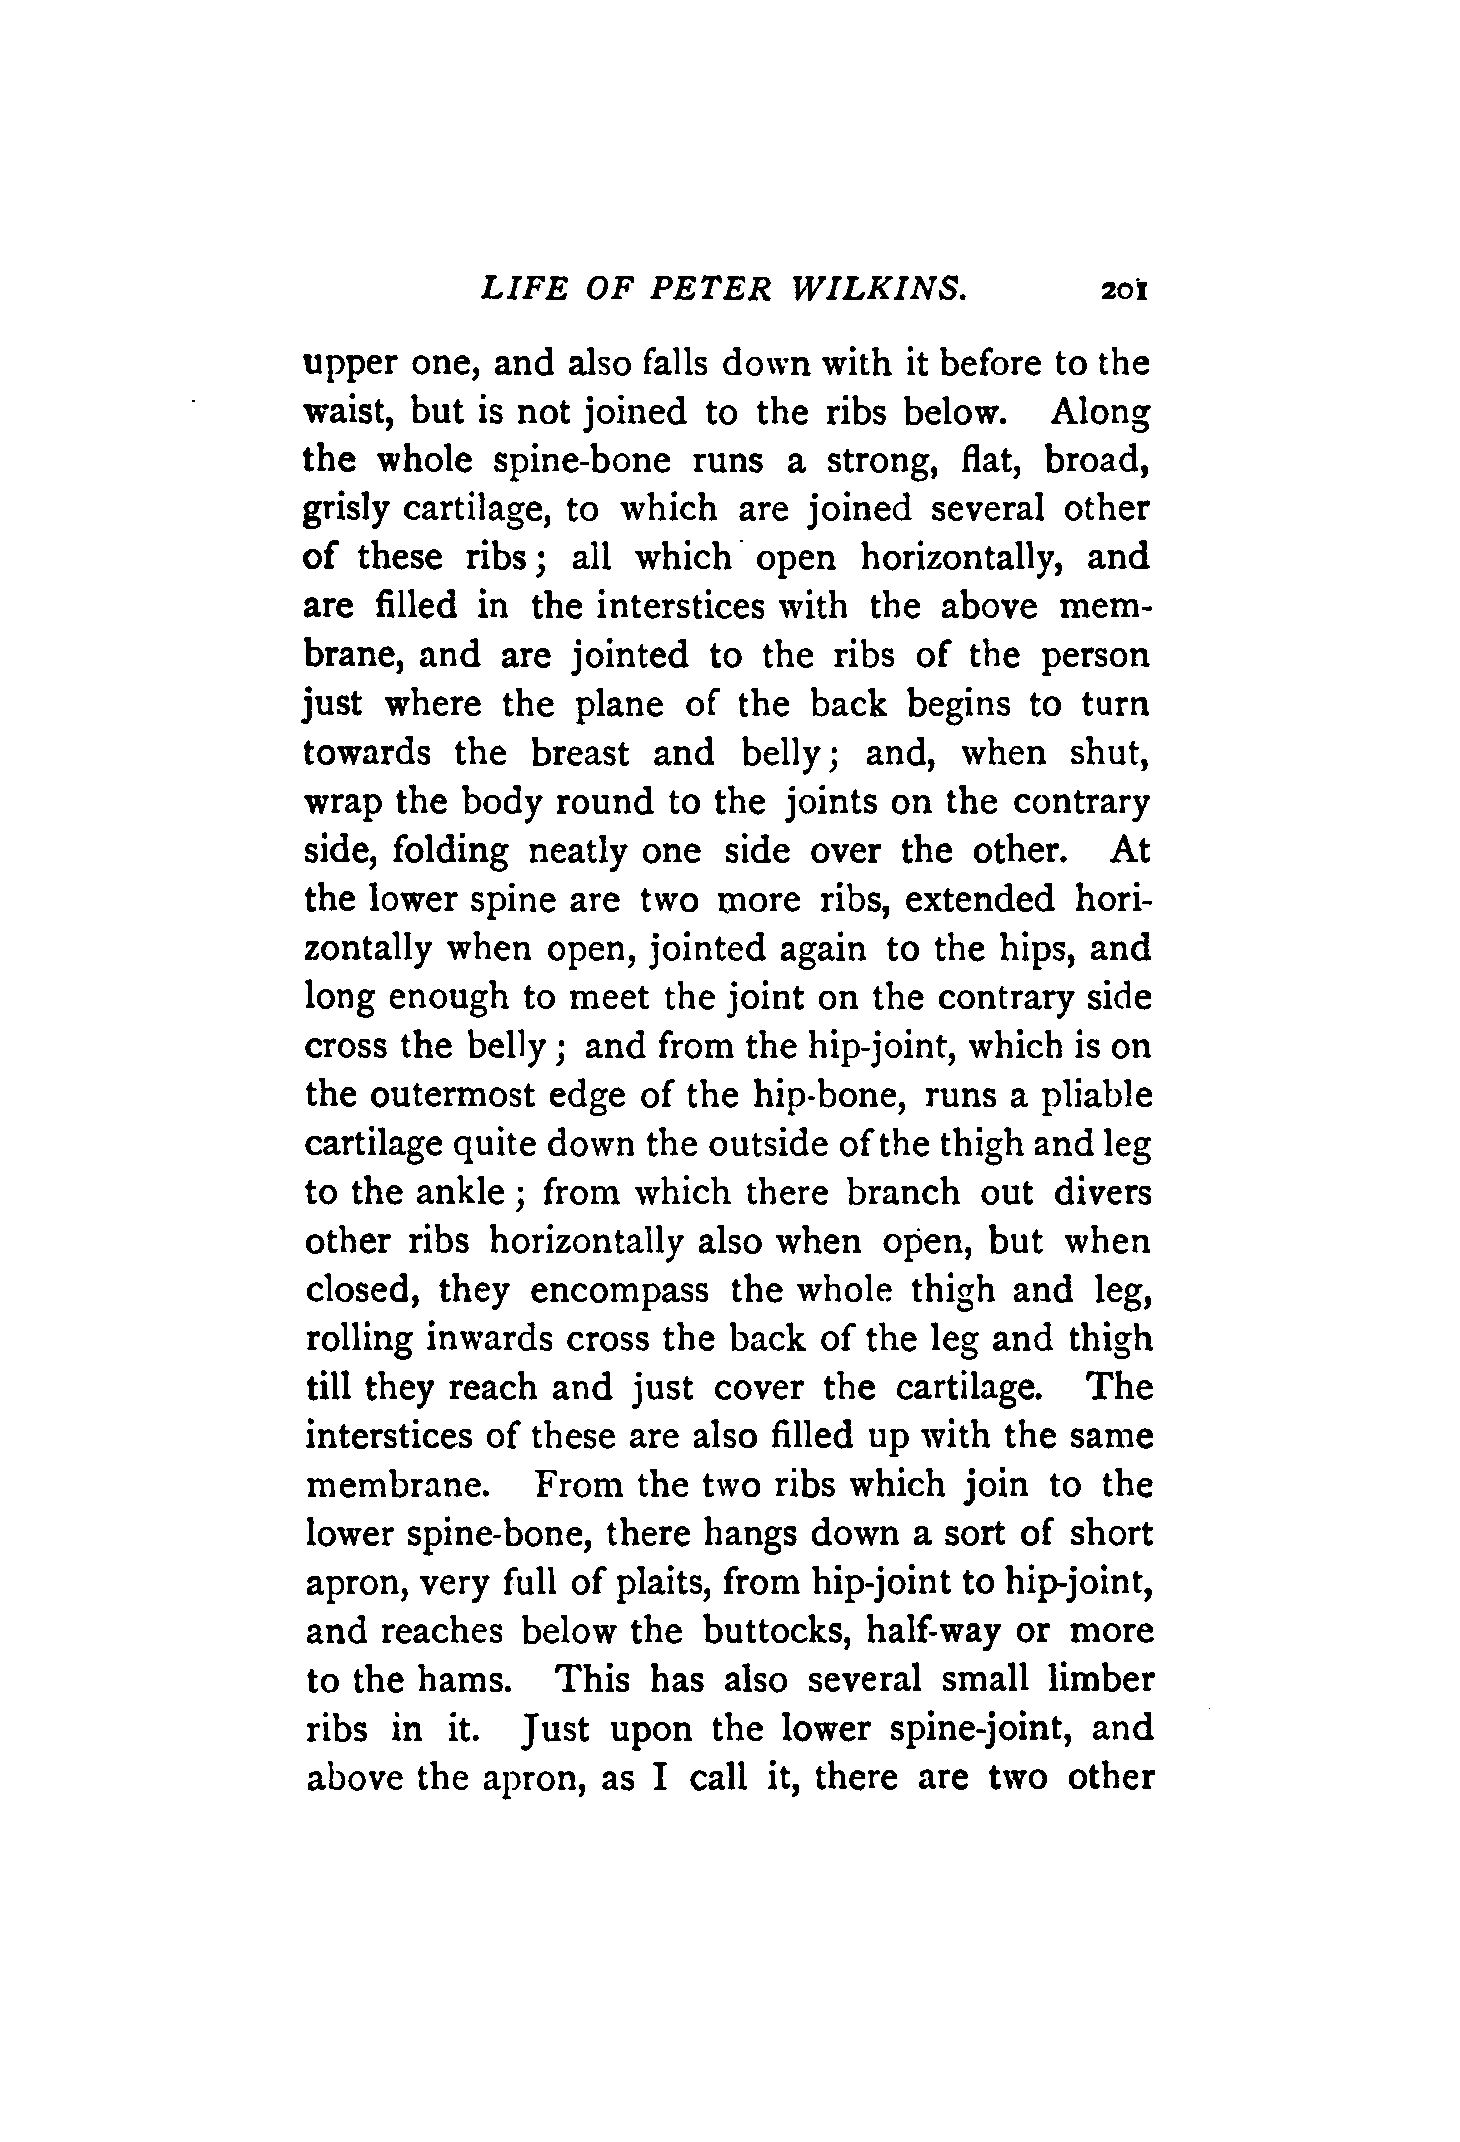 LIFE OF PETER WILKINS. 201
upper one, and also falls down with it before to the
waist, but is not joined to the ribs below. Along
the whole spine-bone runs a strong, flat, broad,
grisly cartilage, to which are joined several other
of these ribs; all which open horizontally, and
are filled in the interstices with the above mem-
brane, and are jointed to the ribs of the person
just where the plane of the back begins to turn
towards the breast and belly; and, when shut,
wrap the body round to the joints on the contrary
side, folding neatly one side over the other. At
the lower spine are two more ribs, extended hori-
zontally when open, jointed again to the hips, and
long enough to meet the joint on the contrary side
cross the belly; and from the hip-joint, which is on
the outermost edge of the hip-bone, runs a pliable
cartilage quite down the outside of the thigh and leg
to the ankle; from which there branch out divers
other ribs horizontally also when open, but when
closed, they encompass the whole thigh and leg,
rolling inwards cross the back of the leg and thigh
till they reach and just cover the cartilage. The
interstices of these are also filled up with the same
membrane. From the two ribs which join to the
lower spine-bone, there hangs down a sort of short
apron, very full of plaits, from hip-joint to hip-joint,
and reaches below the buttocks, half-way or more
to the hams. This has also several small limber
ribs in it. Just upon the lower spine-joint, and
above the apron, as I call it, there are two other